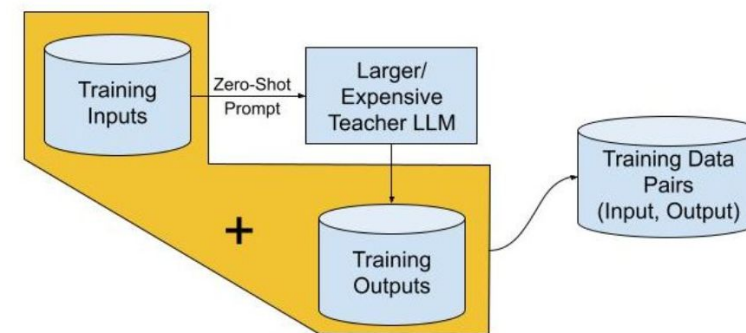 Training
Inputs
Zero-Shot
Prompt
Larger/
Expensive
Teacher LLM
Training Data
Pairs
(Input, Output)
+
Training
Outputs